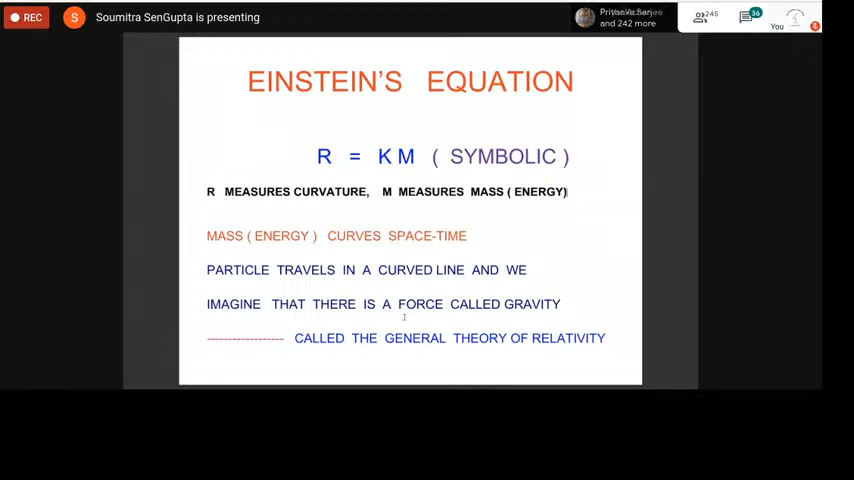 REC
S
Soumitra SenGupta is presenting
and 242 more
245
36
You
EINSTEIN'S EQUATION
R = K M ( SYMBOLIC )
R MEASURES CURVATURE, M MEASURES MASS ( ENERGY)
MASS ( ENERGY ) CURVES SPACE-TIME
PARTICLE TRAVELS IN A CURVED LINE AND WE
IMAGINE THAT THERE IS A FORCE CALLED GRAVITY
------------------- CALLED THE GENERAL THEORY OF RELATIVITY